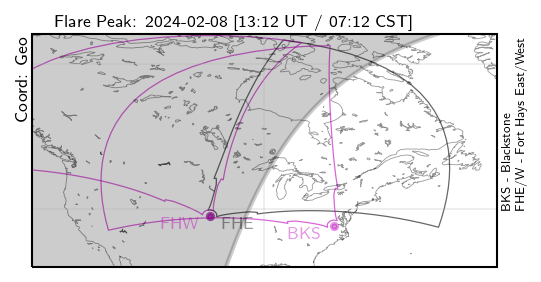 Flare Peak: 2024-02-08 [13:12 UT / 07:12 CST]
Coord: Geo
FHW
FHE
BKS
BKS - Blackstone
FHE/W - Fort Hays East/West